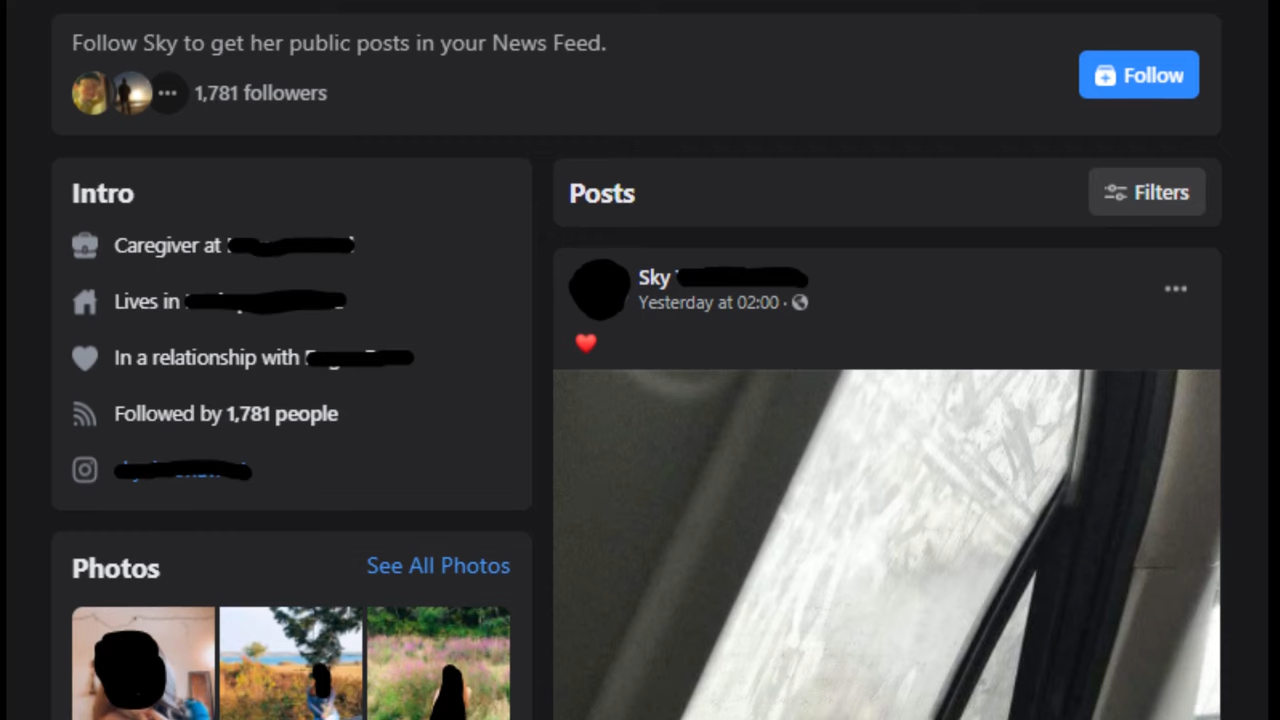 Follow Sky to get her public posts in your News Feed.
1,781 followers
Follow
Intro
Caregiver at
Lives in
In a relationship with
Followed by 1,781 people
Photos
See All Photos
Posts
Filters
Sky
Yesterday at 02:00 ·